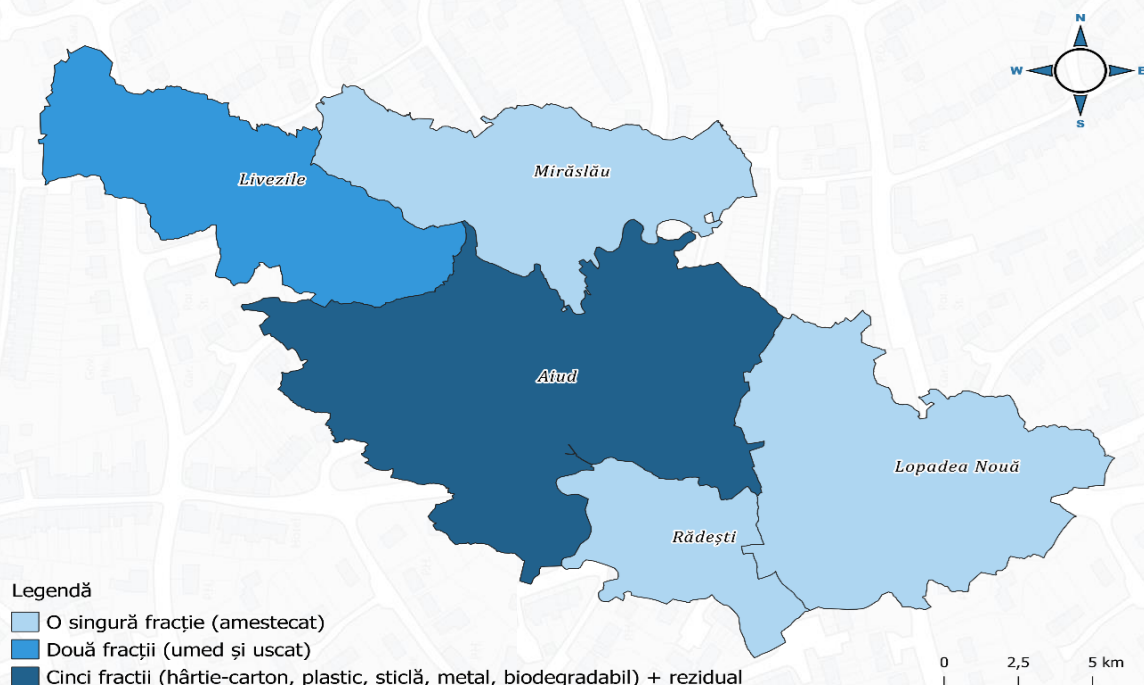 N
W E
S
Livezile
Mirăslău
Aiud
Lopadea Nouă
Rădești
Legendă
O singură fracție (amestecat)
Două fracții (umed și uscat)
Cinci fracții (hârtie-carton, plastic, sticlă, metal, biodegradabil) + rezidual
0 2,5 5 km